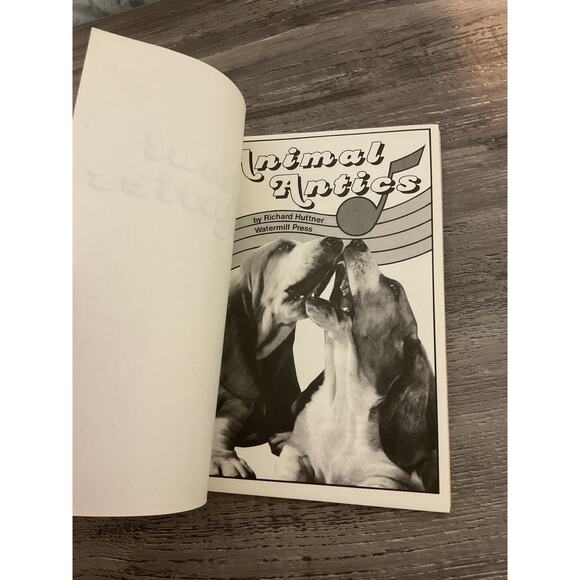 Animal
Antics
by Richard Huttner
Watermill Press